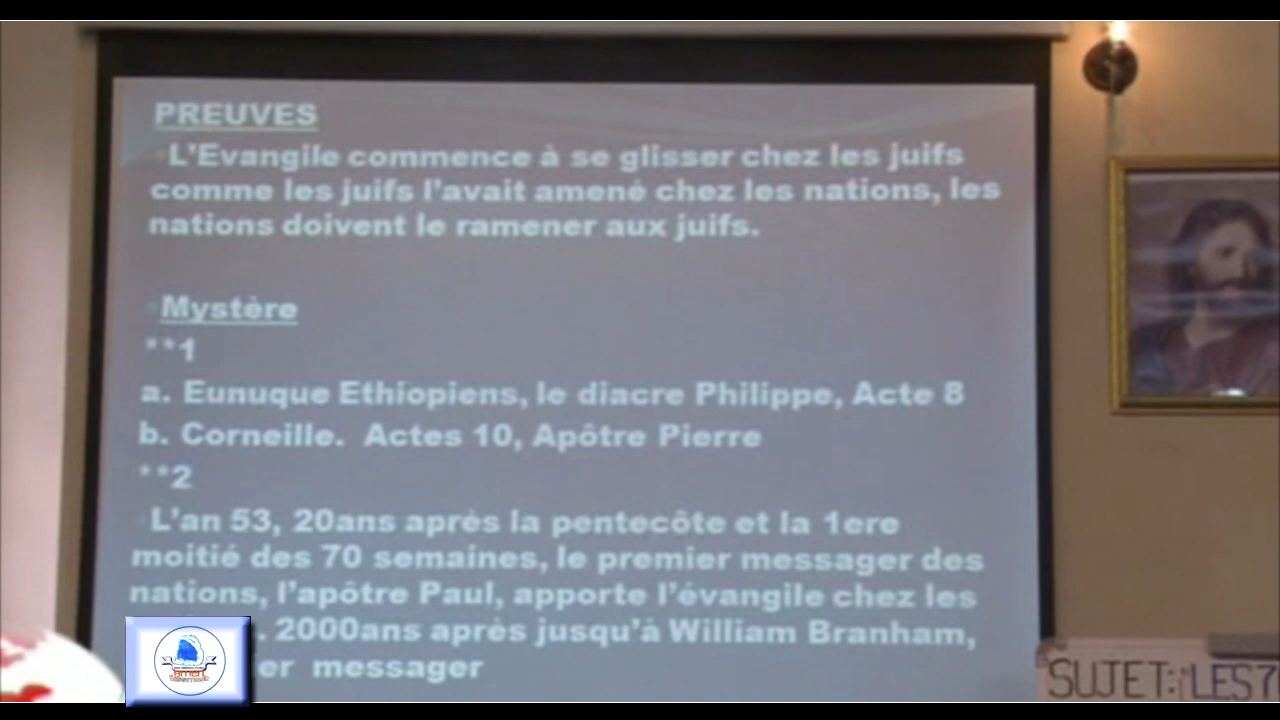 PREUVES
L'Evangile commence à se glisser chez les juifs
comme les juifs l'avait amené chez les nations, les
nations doivent le ramener aux juifs.
Mystère
**1
a. Eunuque Ethiopiens, le diacre Philippe, Acte 8
b. Corneille. Actes 10, Apôtre Pierre
**2
L'an 53, 20ans après la pentecôte et la 1ere
moitié des 70 semaines, le premier messager des
nations, l'apôtre Paul, apporte l'évangile chez les
. 2000ans après jusqu'à William Branham,
er messager
SUJET: LES 7